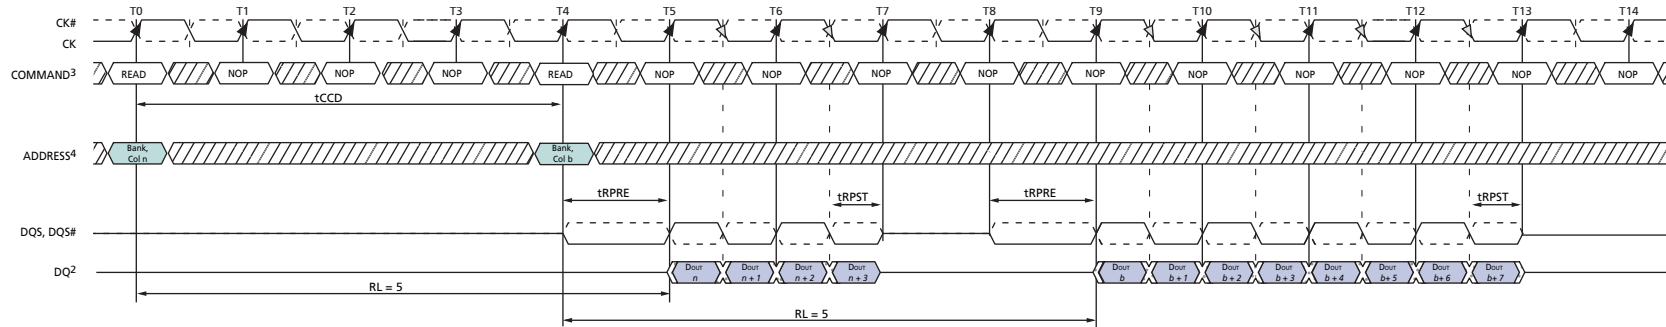 T0 T1 T2 T3 T4 T5 T6 T7 T8 T9 T10 T11 T12 T13 T14
CK#
CK
COMMAND3 READ NOP NOP NOP READ NOP NOP NOP NOP NOP NOP NOP NOP NOP NOP
tCCD
ADDRESS4 Bank, Col n Bank, Col b
tRPRE tRPST tRPRE tRPST
DQS, DQS#
DQ2 DOUT n DOUT n + 1 DOUT n + 2 DOUT n + 3 DOUT b DOUT b + 1 DOUT b + 2 DOUT b + 3 DOUT b + 4 DOUT b + 5 DOUT b + 6 DOUT b + 7
RL = 5
RL = 5